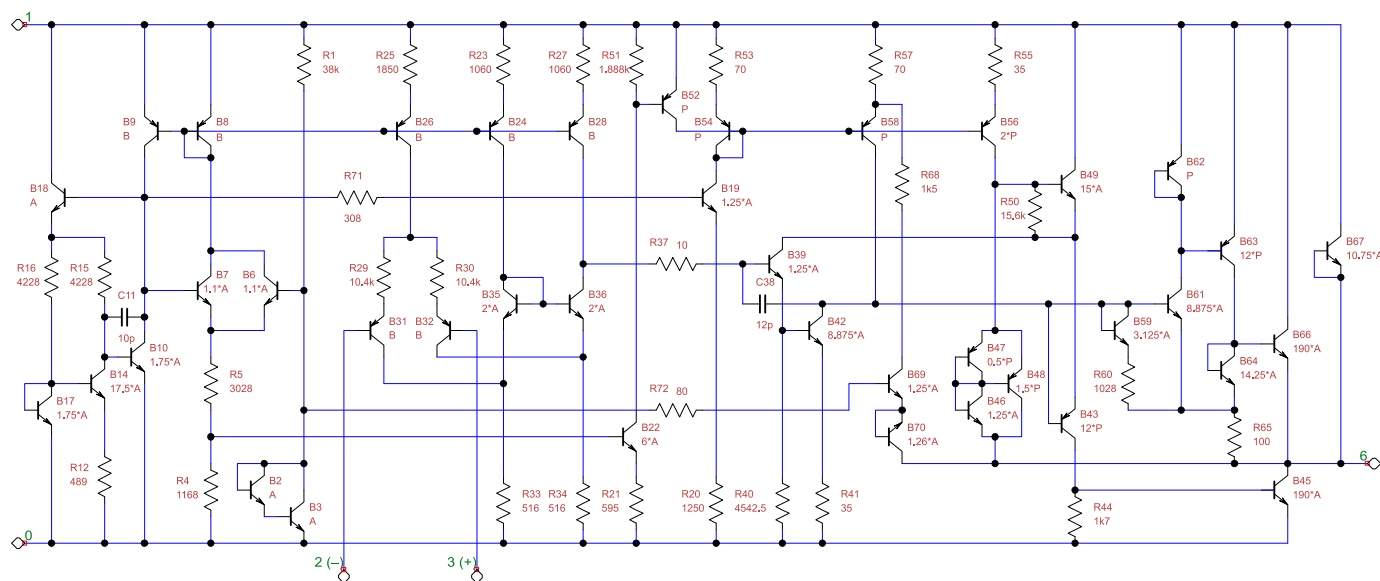 1
R1
38k
R25
1850
R23
1060
R27
1060
R51
1.888k
R53
70
R57
70
R55
35
B52
P
B9
B
B8
B
B26
B
B24
B
B28
B
B54
P
B58
P
B56
2*P
B62
P
B18
A
R71
308
B19
1.25*A
R68
1k5
R50
15.6k
B49
15*A
R16
4228
R15
4228
B7
1.1*A
B6
1.1*A
R29
10.4k
R30
10.4k
R37 10
B39
1.25*A
B63
12*P
B67
10.75*A
C11
10p
B35
2*A
B36
2*A
C38
12p
B42
8.875*A
B61
8.875*A
B59
3.125*A
B10
1.75*A
B31
B
B32
B
B47
0.5*P
B48
1.5*P
B46
1.25*A
B66
190*A
B14
17.5*A
R5
3028
B17
1.75*A
R72 80
B69
1.25*A
R60
1028
B64
14.25*A
B22
6*A
B70
1.26*A
B43
12*P
R65
100
6
R12
489
R4
1168
B2
A
B3
A
R33
516
R34
516
R21
595
R20
1250
R40
4542.5
R41
35
R44
1k7
B45
190*A
0
2 (–)
3 (+)